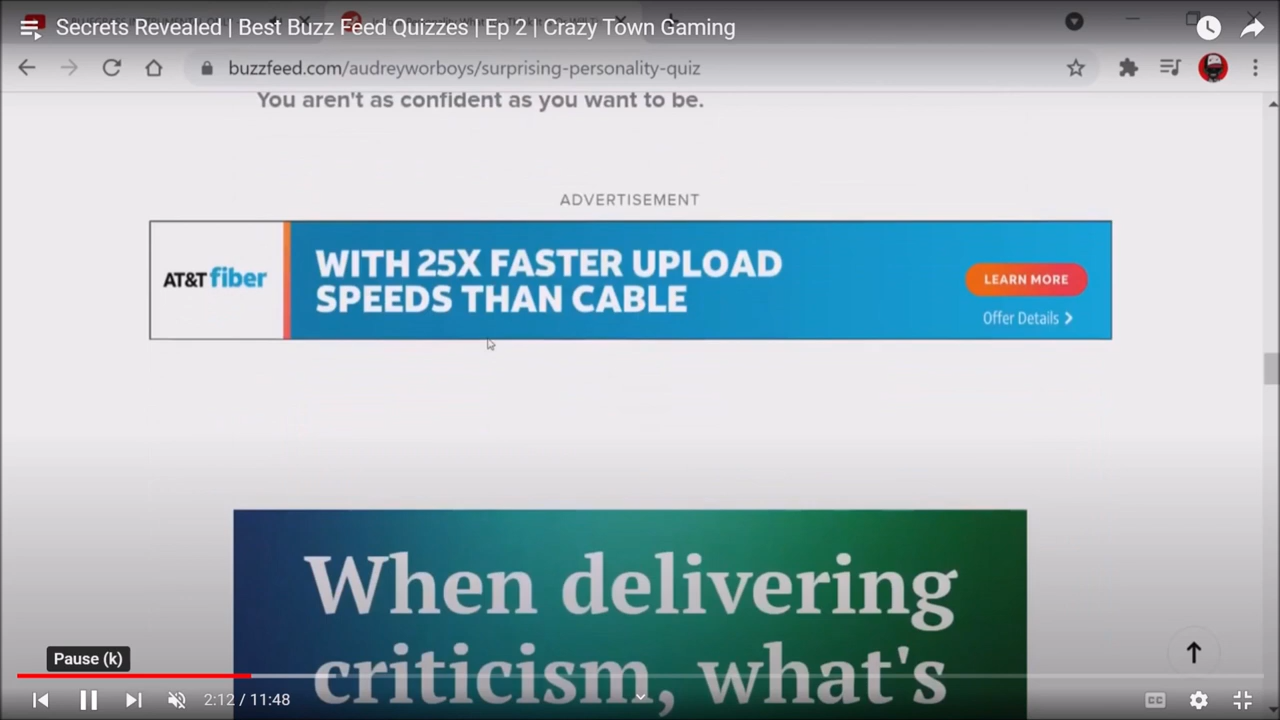 Secrets Revealed | Best Buzz Feed Quizzes | Ep 2 | Crazy Town Gaming
buzzfeed.com/audreyworboys/surprising-personality-quiz
You aren't as confident as you want to be.
ADVERTISEMENT
AT&T fiber
WITH 25X FASTER UPLOAD
SPEEDS THAN CABLE
LEARN MORE
Offer Details
When delivering
criticism, what's
Pause (k)
2:12 / 11:48
CC